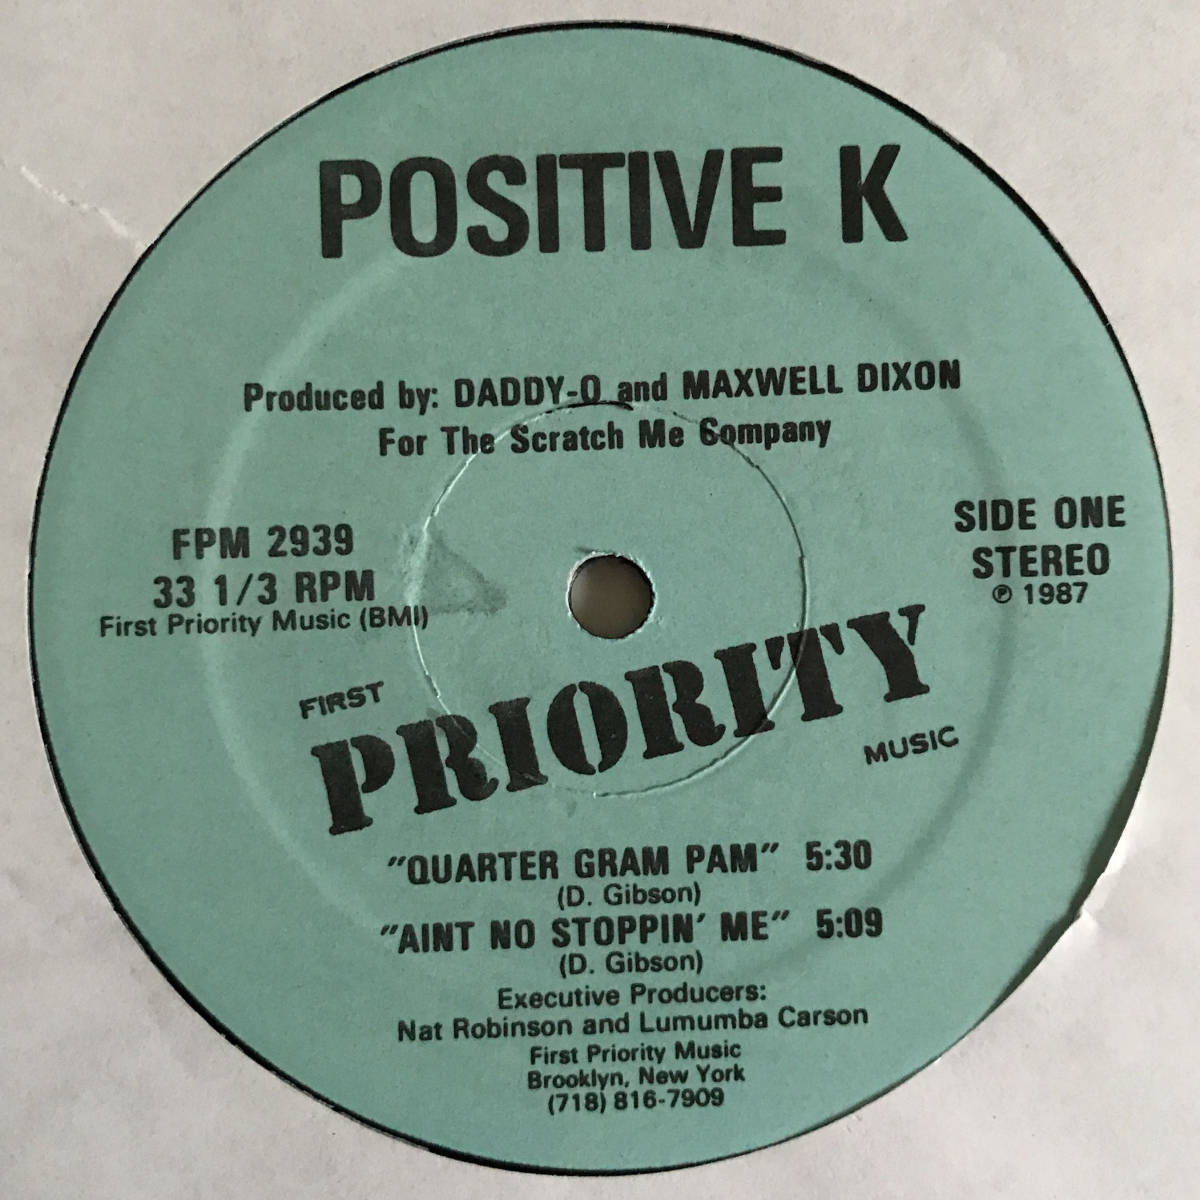 POSITIVE K
Produced by: DADDY-O and MAXWELL DIXON
For The Scratch Me Company
FPM 2939
33 1/3 RPM
First Priority Music (BMI)
SIDE ONE
STEREO
℗ 1987
FIRST
PRIORITY
MUSIC
"QUARTER GRAM PAM" 5:30
(D. Gibson)
"AINT NO STOPPIN' ME" 5:09
(D. Gibson)
Executive Producers:
Nat Robinson and Lumumba Carson
First Priority Music
Brooklyn, New York
(718) 816-7909